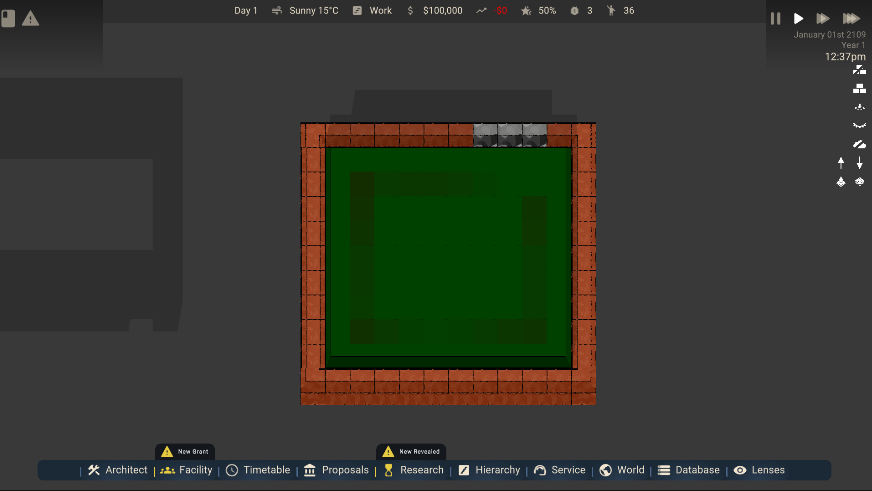 Day 1 Sunny 15°C Work $ $100,000 -$0 50% 3 36
January 01st 2109
Year 1
12:37pm
New Grant New Revealed
Architect Facility Timetable Proposals Research Hierarchy Service World Database Lenses